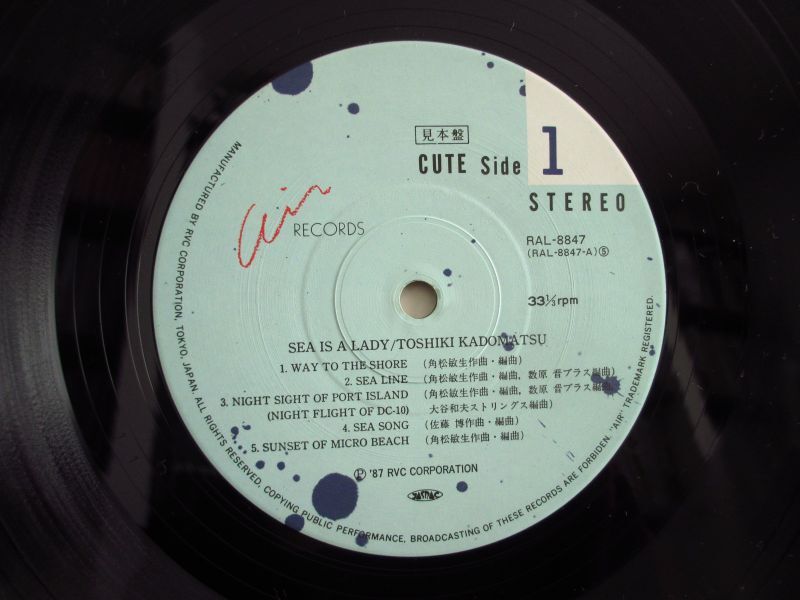 見本盤
CUTE Side 1
STEREO
Air RECORDS
RAL-8847
(RAL-8847-A)⑤
33⅓rpm
SEA IS A LADY/TOSHIKI KADOMATSU
1. WAY TO THE SHORE (角松敏生作曲・編曲)
2. SEA LINE (角松敏生作曲・編曲, 数原 晋ブラス編曲)
3. NIGHT SIGHT OF PORT ISLAND (角松敏生作曲・編曲, 数原 晋ブラス編曲,
(NIGHT FLIGHT OF DC-10) 大谷和夫ストリングス編曲)
4. SEA SONG (佐藤 博作曲・編曲)
5. SUNSET OF MICRO BEACH (角松敏生作曲・編曲)
Ⓟ '87 RVC CORPORATION
JASRAC
MANUFACTURED BY RVC CORPORATION, TOKYO, JAPAN. ALL RIGHTS RESERVED. COPYING PUBLIC PERFORMANCE, BROADCASTING OF THESE RECORDS ARE FORBIDDEN. "AIR" TRADEMARK REGISTERED.